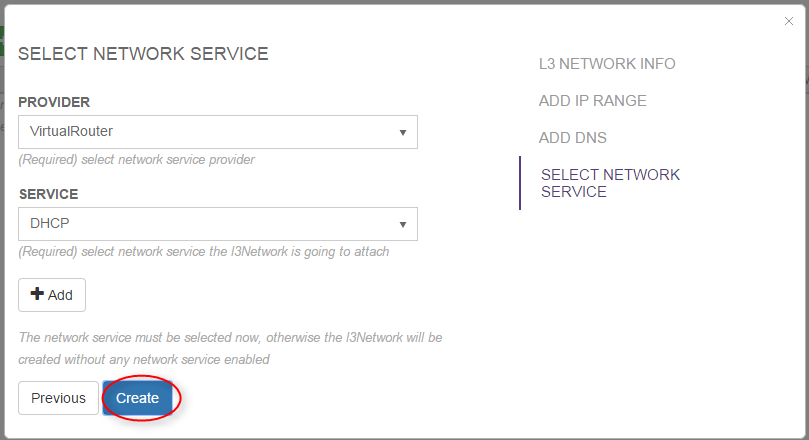 SELECT NETWORK SERVICE
PROVIDER
VirtualRouter
(Required) select network service provider
SERVICE
DHCP
(Required) select network service the l3Network is going to attach
Add
The network service must be selected now, otherwise the l3Network will be
created without any network service enabled
Previous
Create
L3 NETWORK INFO
ADD IP RANGE
ADD DNS
SELECT NETWORK
SERVICE